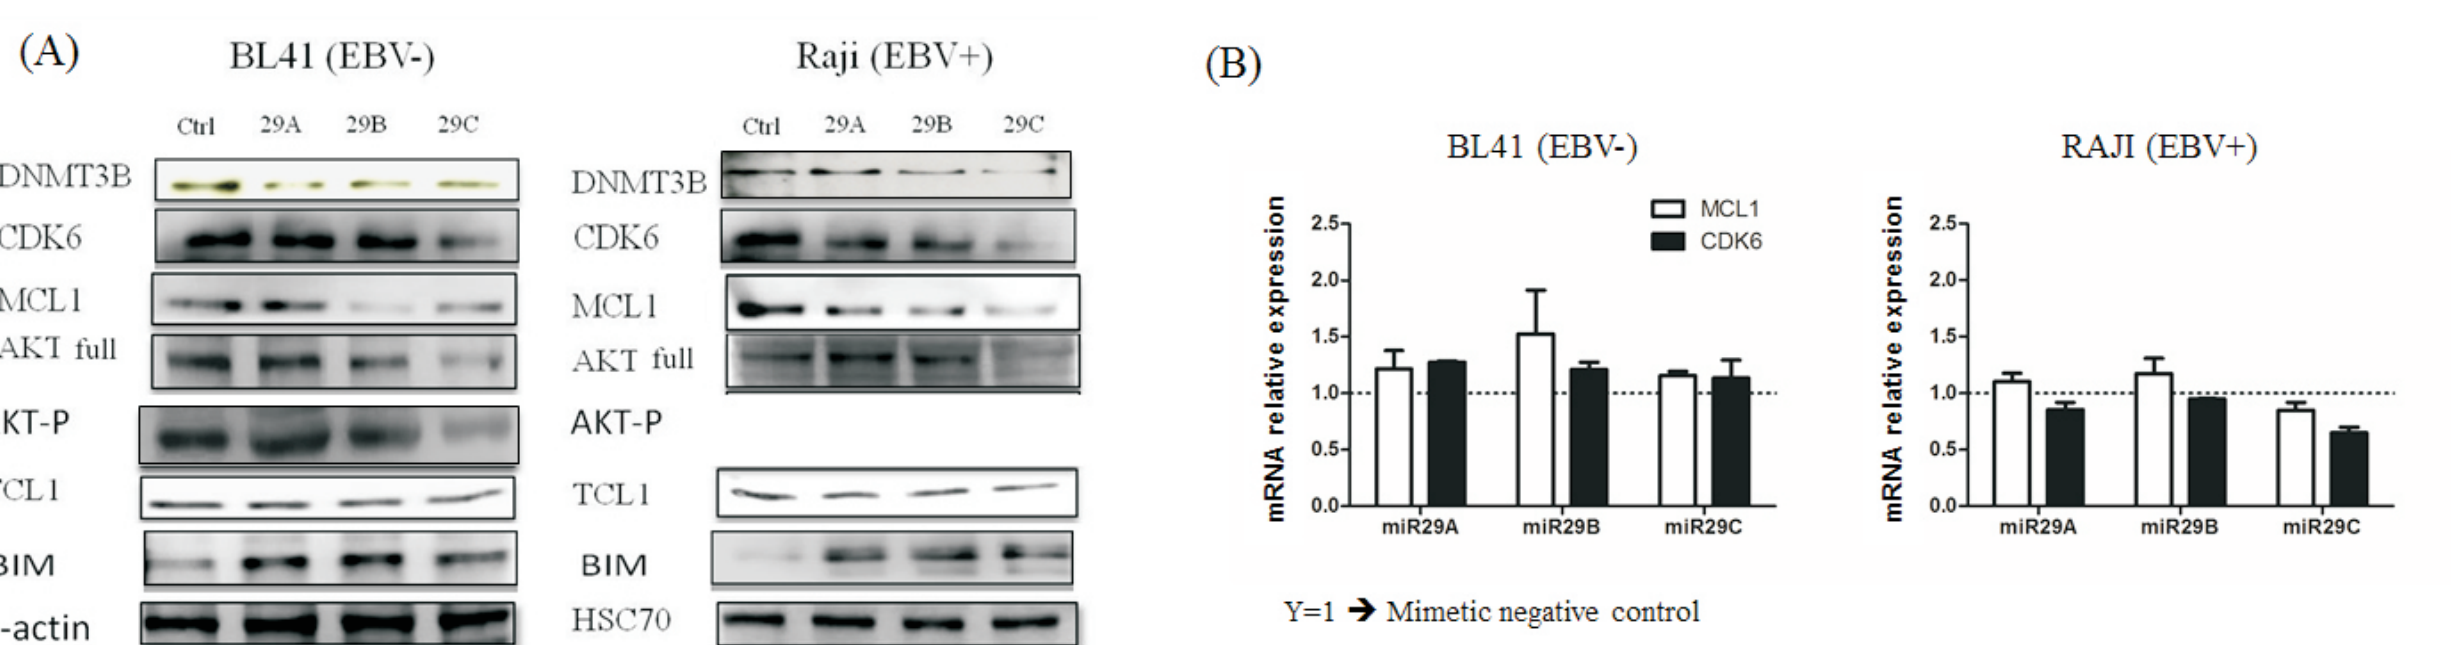 (A)
BL41 (EBV-)
Ctrl 29A 29B 29C
DNMT3B
CDK6
MCL1
AKT full
KT-P
CL1
BIM
-actin
Raji (EBV+)
Ctrl 29A 29B 29C
DNMT3B
CDK6
MCL1
AKT full
AKT-P
TCL1
BIM
HSC70
(B)
BL41 (EBV-)
MCL1
CDK6
mRNA relative expression
2.5
2.0
1.5
1.0
0.5
0.0
miR29A miR29B miR29C
RAJI (EBV+)
mRNA relative expression
2.5
2.0
1.5
1.0
0.5
0.0
miR29A miR29B miR29C
Y=1 ➔ Mimetic negative control